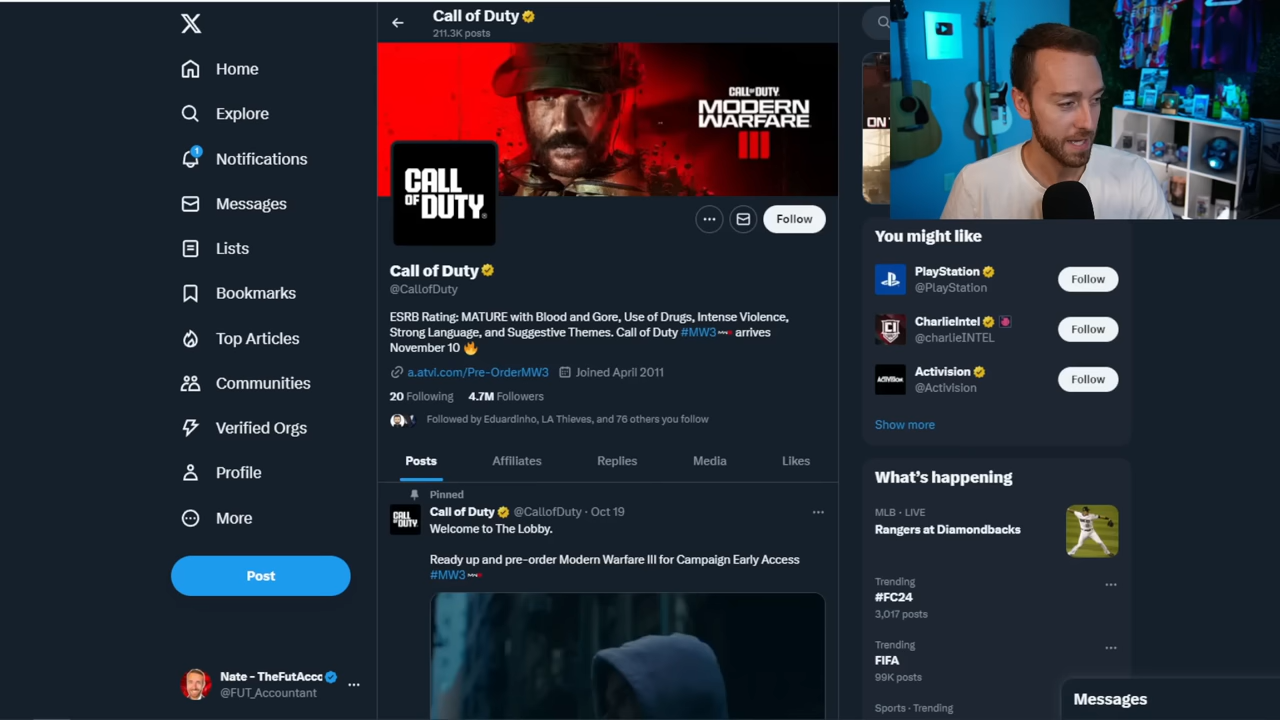 Home
Explore
1
Notifications
Messages
Lists
Bookmarks
Top Articles
Communities
Verified Orgs
Profile
More
Post
Nate - TheFutAcc
@FUT_Accountant
Call of Duty
211.3K posts
CALL OF DUTY
MODERN
WARFARE
III
CALL
OF DUTY
Follow
Call of Duty
@CallofDuty
ESRB Rating: MATURE with Blood and Gore, Use of Drugs, Intense Violence,
Strong Language, and Suggestive Themes. Call of Duty #MW3 arrives
November 10 🔥
a.atvi.com/Pre-OrderMW3 Joined April 2011
20 Following 4.7M Followers
Followed by Eduardinho, LA Thieves, and 76 others you follow
Posts Affiliates Replies Media Likes
Pinned
Call of Duty @CallofDuty · Oct 19
CALL
OF DUTY
Welcome to The Lobby.
Ready up and pre-order Modern Warfare III for Campaign Early Access
#MW3
You might like
PlayStation
@PlayStation
Follow
CharlieIntel
@charlieINTEL
Follow
ACTIVISION
Activision
@Activision
Follow
Show more
What's happening
MLB · LIVE
Rangers at Diamondbacks
Trending
#FC24
3,017 posts
Trending
FIFA
99K posts
Sports · Trending
Messages